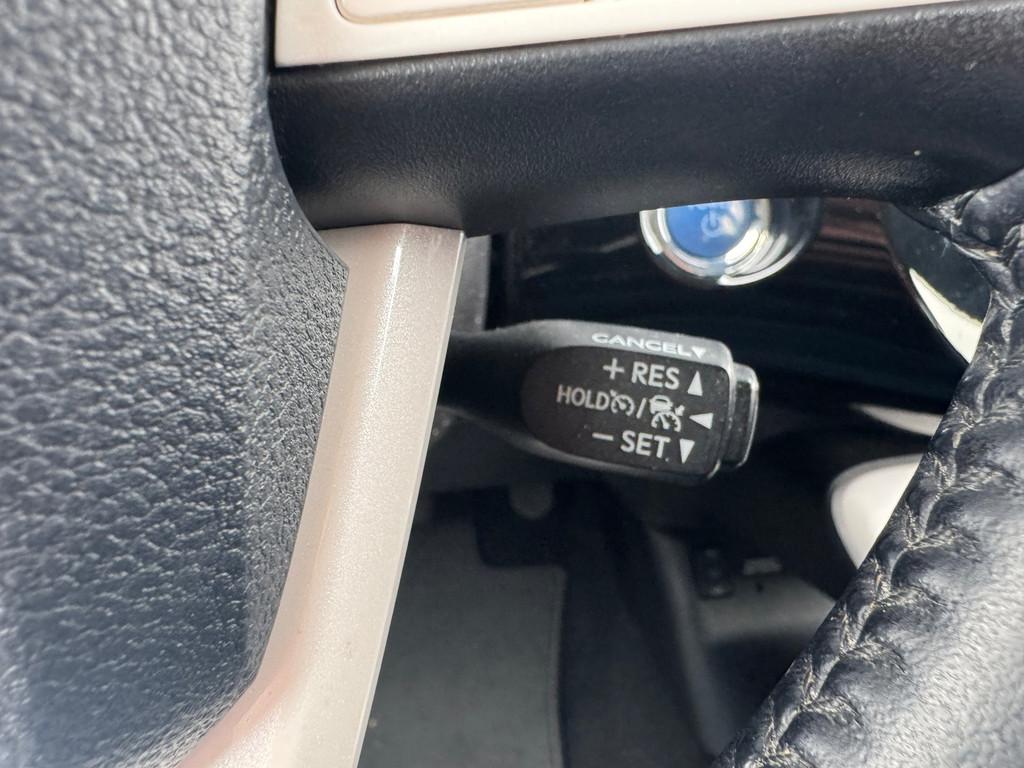 CANCEL▼
+ RES ▲
HOLD / ◀
− SET ▼